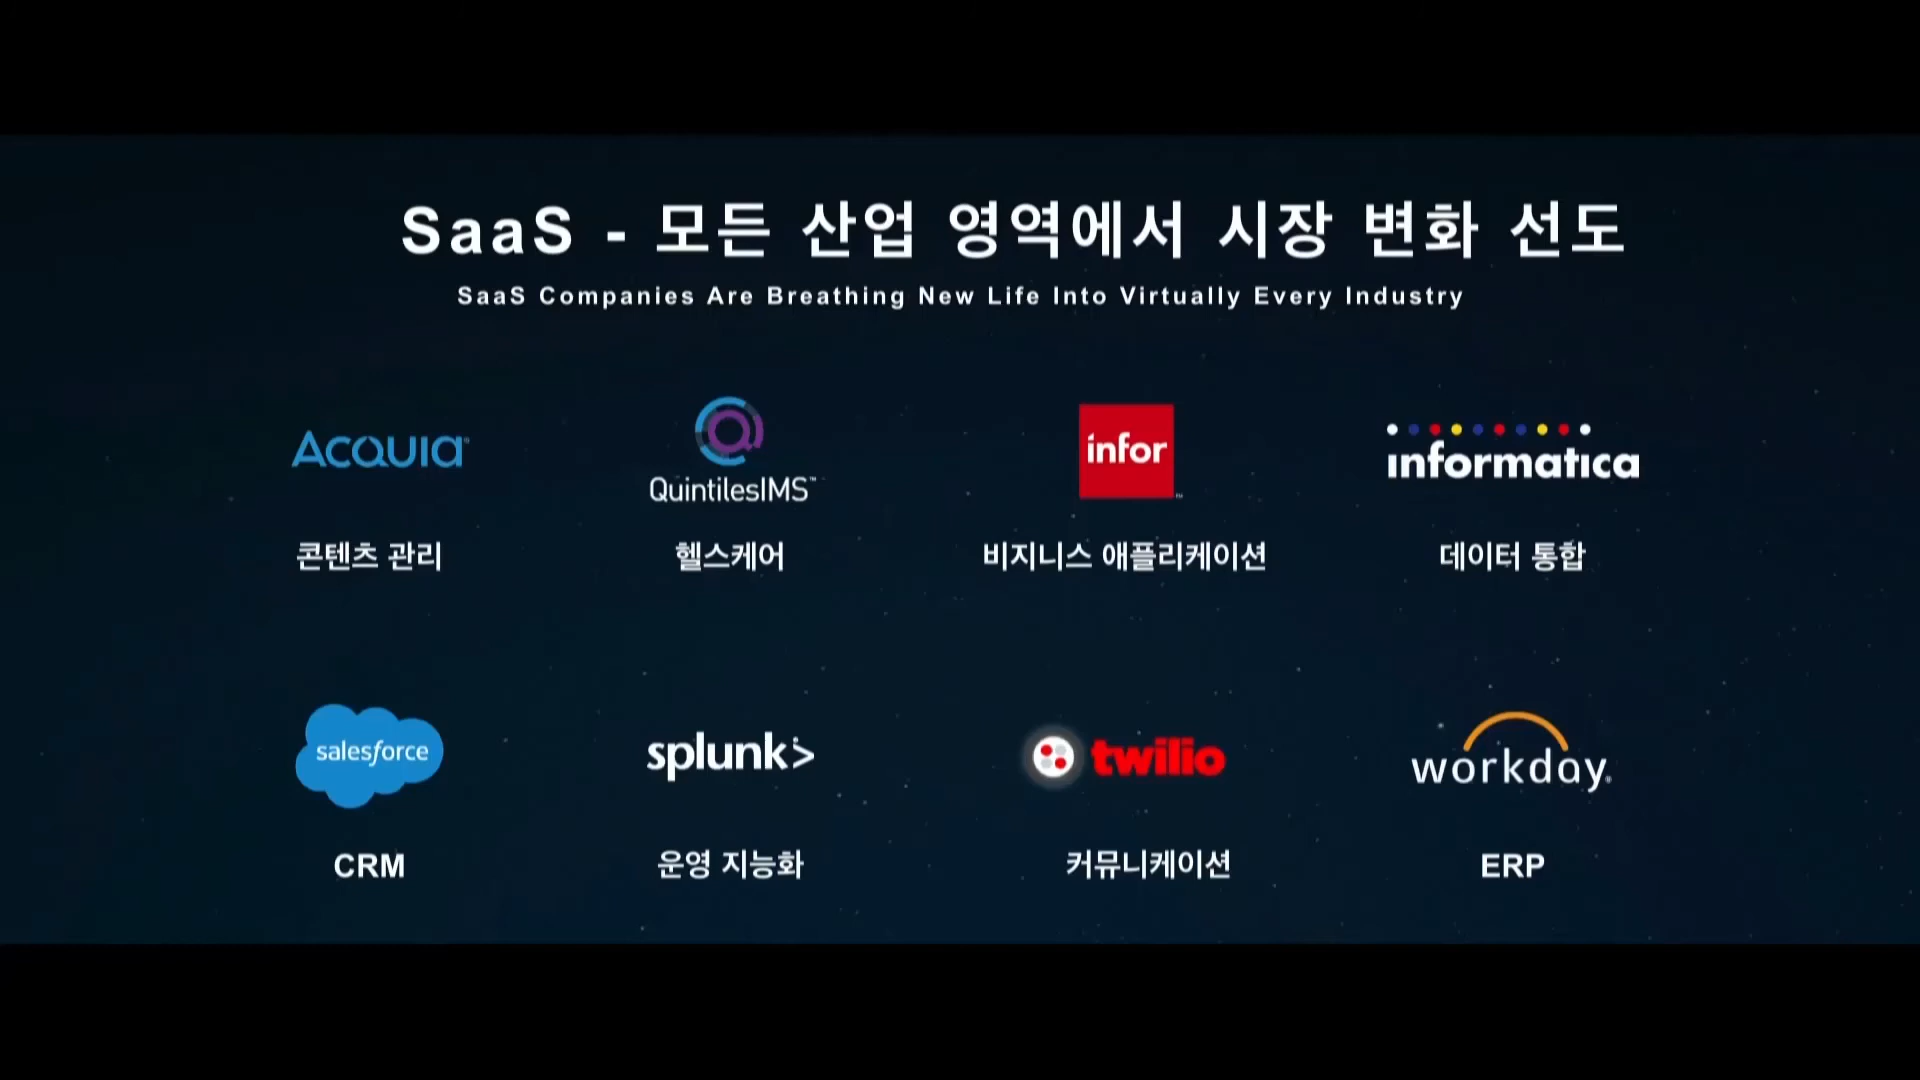 SaaS - 모든 산업 영역에서 시장 변화 선도
SaaS Companies Are Breathing New Life Into Virtually Every Industry
ACQUIA
QuintilesIMS™
infor™
informatica
콘텐츠 관리
헬스케어
비지니스 애플리케이션
데이터 통합
salesforce
splunk>
twilio
workday®
CRM
운영 지능화
커뮤니케이션
ERP